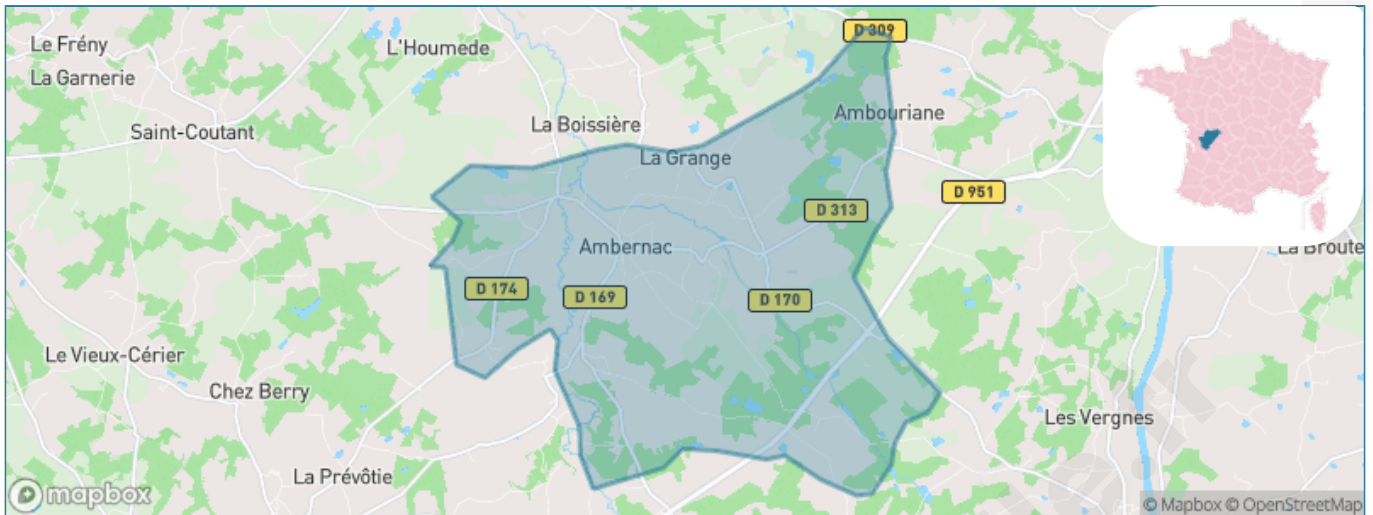 D 309
Le Frény
L'Houmede
La Garnerie
Ambouriane
Saint-Coutant
La Boissière
La Grange
D 951
D 313
Ambernac
La Broute
D 174
D 169
D 170
Le Vieux-Cérier
Chez Berry
Les Vergnes
La Prévôtie
mapbox
© Mapbox © OpenStreetMap